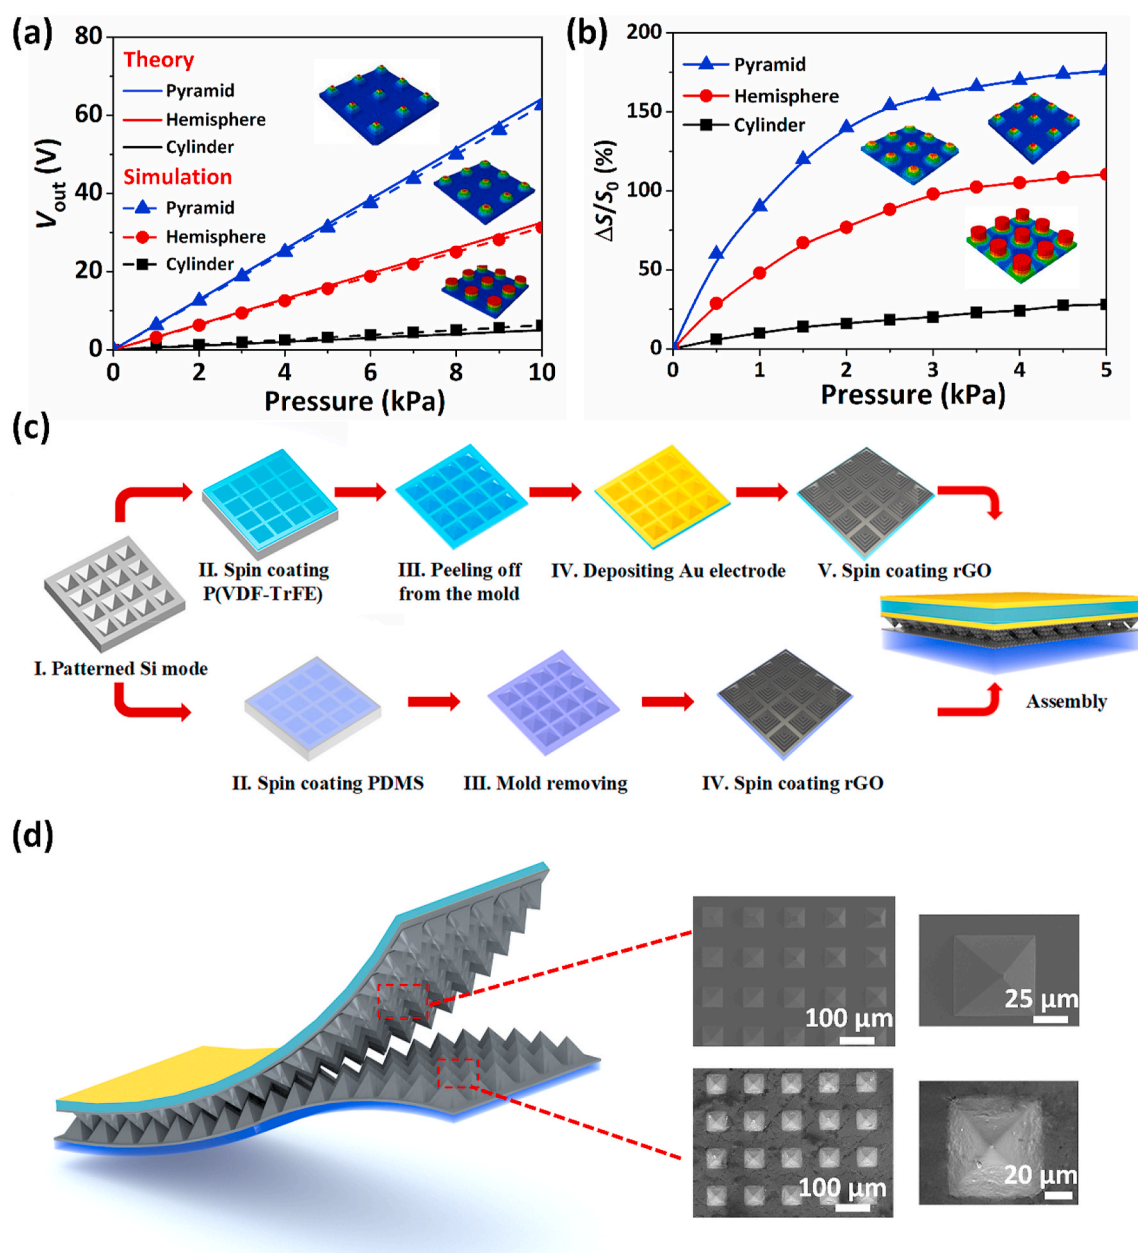 (a)
80
60
40
20
0
Vout (V)
Theory
Pyramid
Hemisphere
Cylinder
Simulation
Pyramid
Hemisphere
Cylinder
0 2 4 6 8 10
Pressure (kPa)
(b)
200
150
100
50
0
ΔS/S0 (%)
Pyramid
Hemisphere
Cylinder
0 1 2 3 4 5
Pressure (kPa)
(c)
I. Patterned Si mode
II. Spin coating
P(VDF-TrFE)
III. Peeling off
from the mold
IV. Depositing Au electrode
V. Spin coating rGO
II. Spin coating PDMS
III. Mold removing
IV. Spin coating rGO
Assembly
(d)
100 μm
25 μm
100 μm
20 μm